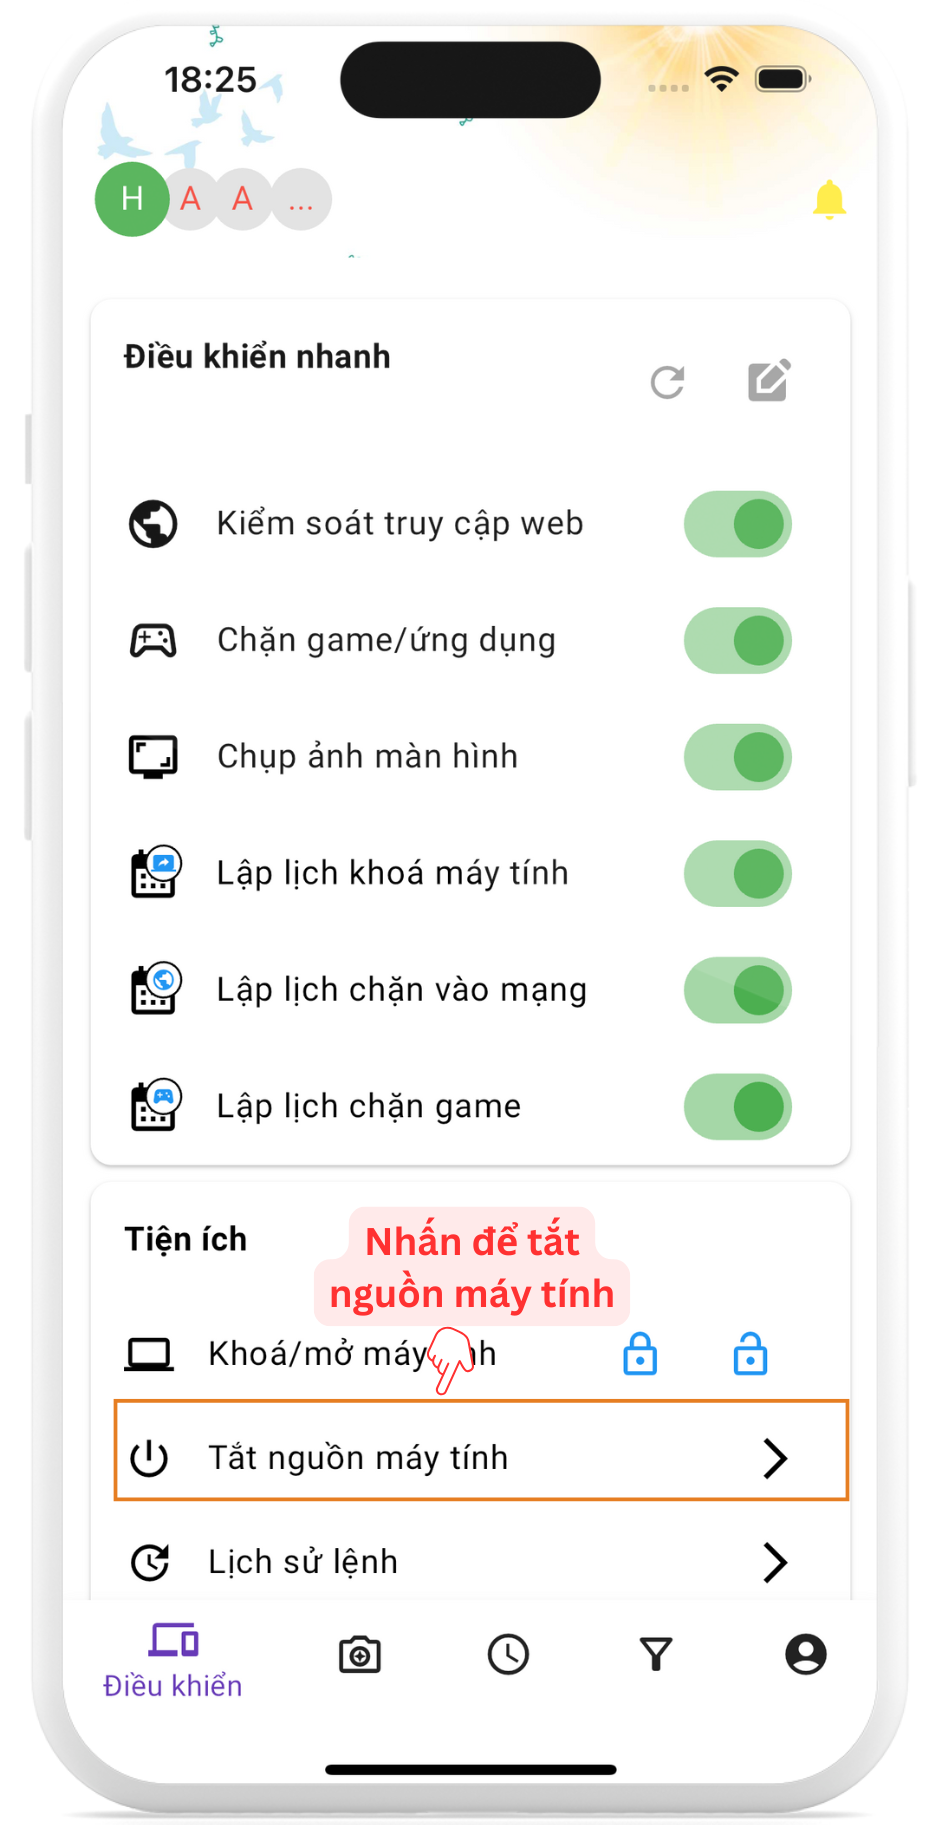 18:25
H A A ...
Điều khiển nhanh
Kiểm soát truy cập web
Chặn game/ứng dụng
Chụp ảnh màn hình
Lập lịch khoá máy tính
Lập lịch chặn vào mạng
Lập lịch chặn game
Tiện ích
Nhấn để tắt
nguồn máy tính
Khoá/mở máy
Tắt nguồn máy tính
Lịch sử lệnh
Điều khiển